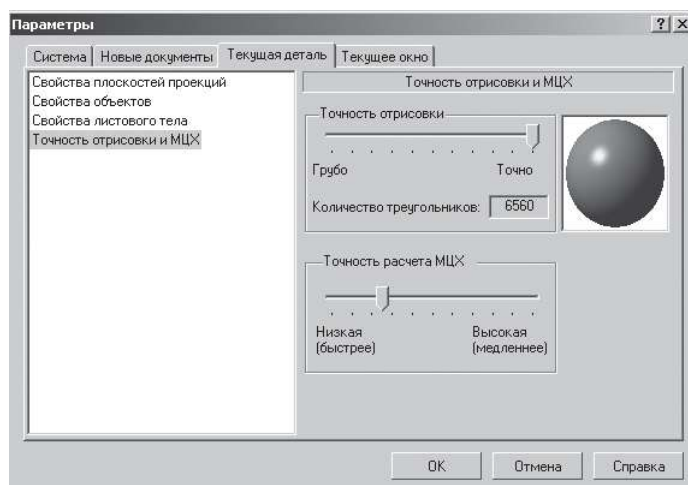 Параметры
? ×
Система Новые документы Текущая деталь Текущее окно
Свойства плоскостей проекций
Свойства объектов
Свойства листового тела
Точность отрисовки и МЦХ
Точность отрисовки и МЦХ
Точность отрисовки
Грубо Точно
Количество треугольников: 6560
Точность расчета МЦХ
Низкая Высокая
(быстрее) (медленнее)
OK Отмена Справка